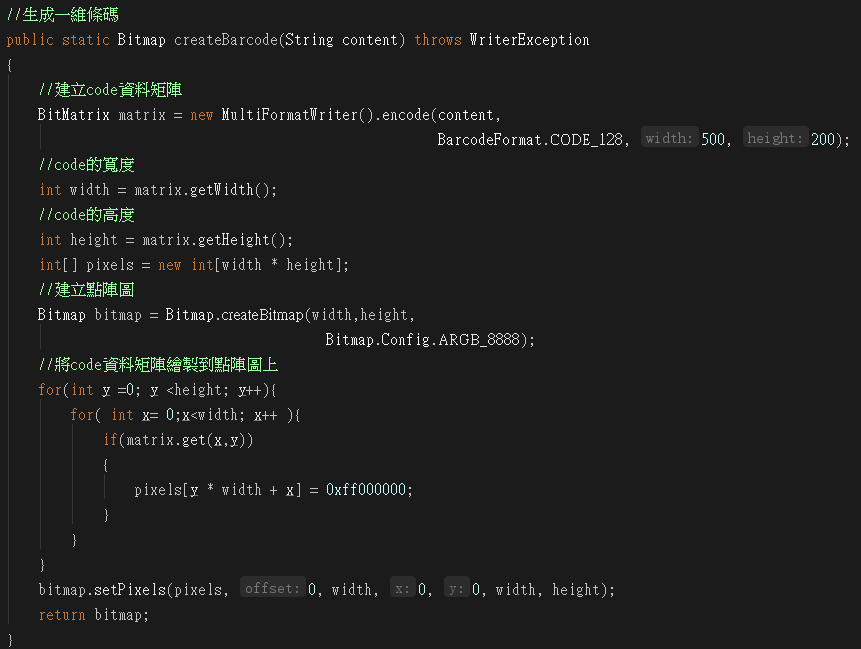 //生成一維條碼
public static Bitmap createBarcode(String content) throws WriterException
{
//建立code資料矩陣
BitMatrix matrix = new MultiFormatWriter().encode(content,
BarcodeFormat.CODE_128, width: 500, height: 200);
//code的寬度
int width = matrix.getWidth();
//code的高度
int height = matrix.getHeight();
int[] pixels = new int[width * height];
//建立點陣圖
Bitmap bitmap = Bitmap.createBitmap(width,height,
Bitmap.Config.ARGB_8888);
//將code資料矩陣繪製到點陣圖上
for(int y =0; y <height; y++){
for( int x= 0;x<width; x++ ){
if(matrix.get(x,y))
{
pixels[y * width + x] = 0xff000000;
}
}
}
bitmap.setPixels(pixels, offset: 0, width, x: 0, y: 0, width, height);
return bitmap;
}